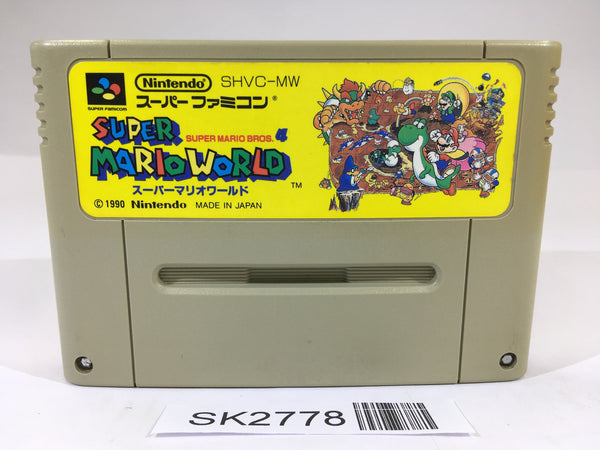 Nintendo SHVC-MW
スーパーファミコン®
SUPER FAMICOM
SUPER MARIO BROS. 4
SUPER
MARIO WORLD
スーパーマリオワールド ™
© 1990 Nintendo MADE IN JAPAN
SK2778